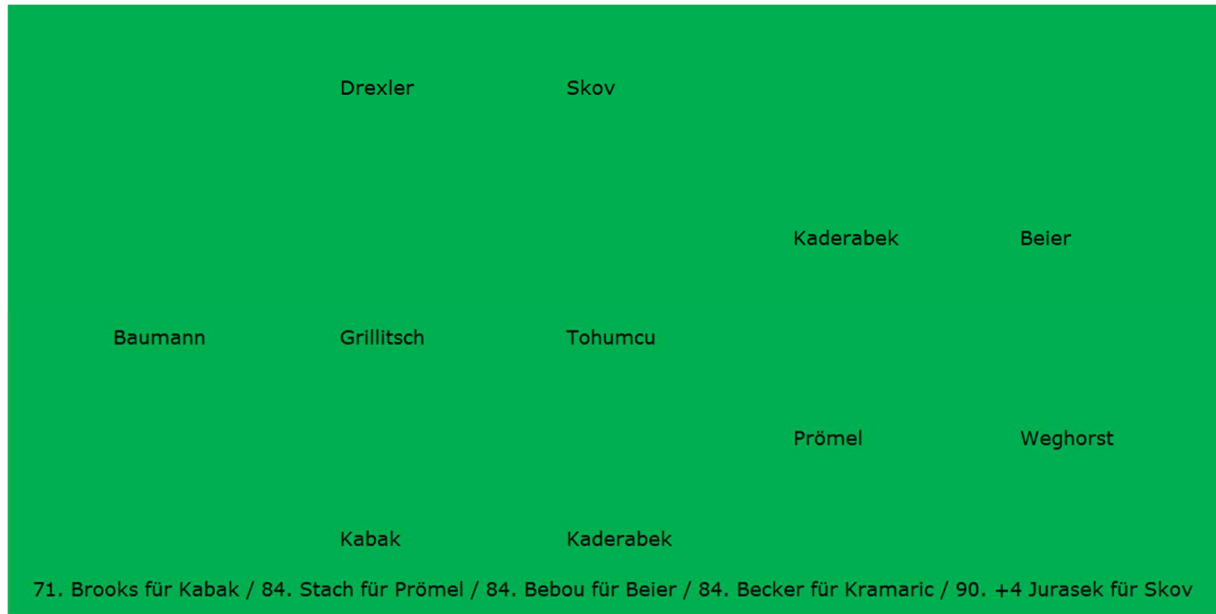 Drexler Skov
Kaderabek Beier
Baumann Grillitsch Tohumcu
Prömel Weghorst
Kabak Kaderabek
71. Brooks für Kabak / 84. Stach für Prömel / 84. Bebou für Beier / 84. Becker für Kramaric / 90. +4 Jurasek für Skov